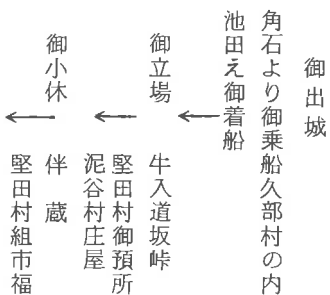 御出城
角石より御乗船久部村の内
池田え御着船
←
御立場 牛入道坂峠
← 堅田村御預所
泥谷村庄屋
御小休 伴蔵
← 堅田村組市福